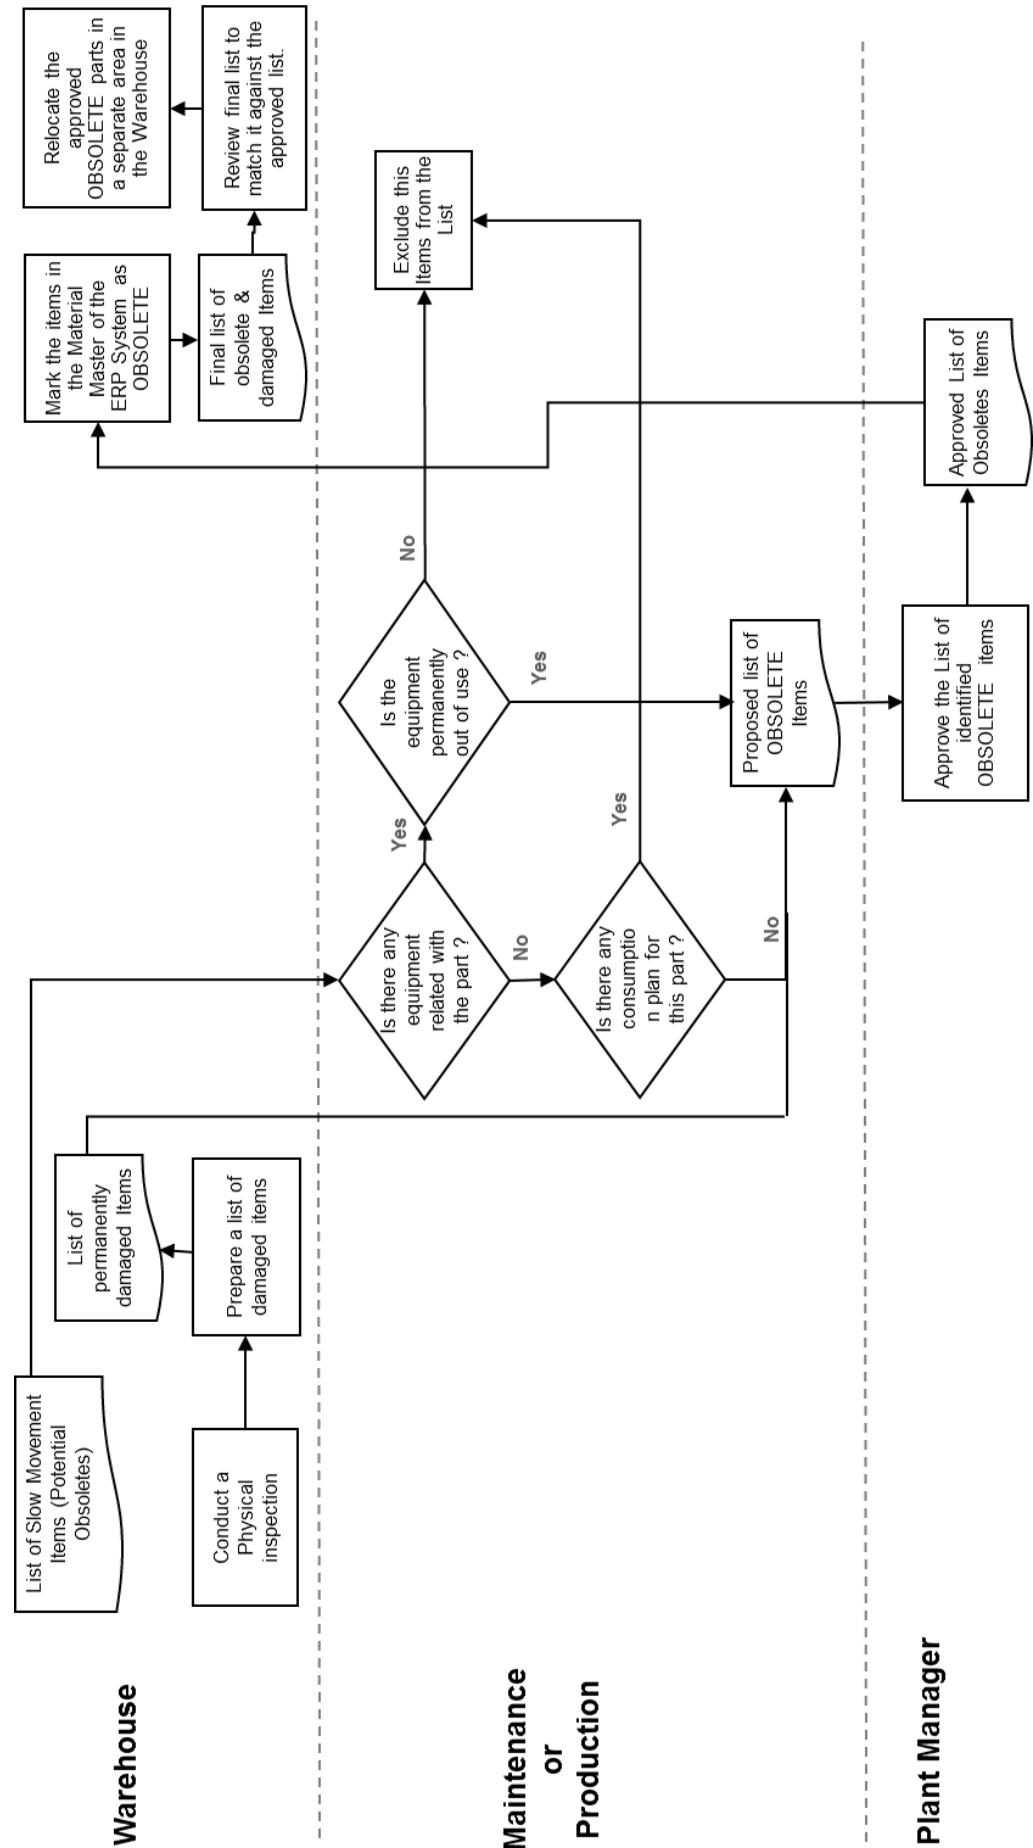 Warehouse
List of Slow Movement
Items (Potential
Obsoletes)
Conduct a
Physical
inspection
List of
permanently
damaged Items
Prepare a list of
damaged items
Mark the items in
the Material
Master of the
ERP System as
OBSOLETE
Final list of
obsolete &
damaged Items
Relocate the
approved
OBSOLETE parts in
a separate area in
the Warehouse
Review final list to
match it against the
approved list.
Maintenance
or
Production
Is there any
equipment
related with
the part ?
Yes
Is the
equipment
permanently
out of use ?
No
Exclude this
Items from the
List
No
Yes
Is there any
consumptio
n plan for
this part ?
Yes
No
Proposed list of
OBSOLETE
Items
Plant Manager
Approve the List of
identified
OBSOLETE items
Approved List of
Obsoletes Items